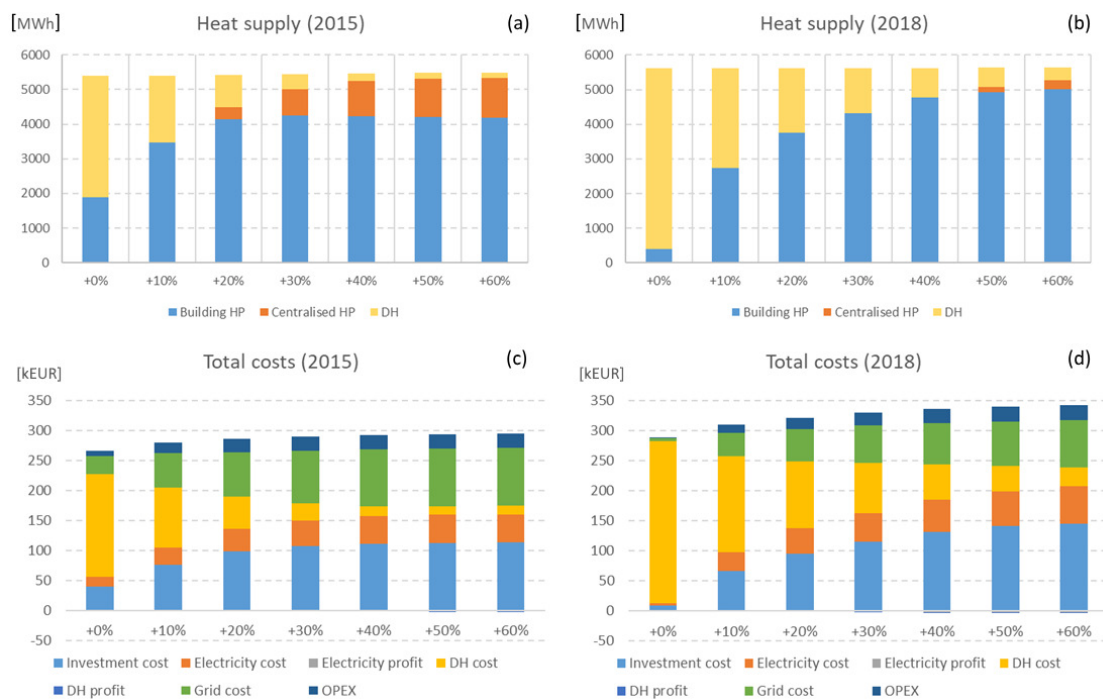 [MWh] Heat supply (2015) (a)
6000
5000
4000
3000
2000
1000
0
+0% +10% +20% +30% +40% +50% +60%
Building HP Centralised HP DH
[MWh] Heat supply (2018) (b)
6000
5000
4000
3000
2000
1000
0
+0% +10% +20% +30% +40% +50% +60%
Building HP Centralised HP DH
[kEUR] Total costs (2015) (c)
350
300
250
200
150
100
50
0
-50
+0% +10% +20% +30% +40% +50% +60%
Investment cost Electricity cost Electricity profit DH cost
DH profit Grid cost OPEX
[kEUR] Total costs (2018) (d)
350
300
250
200
150
100
50
0
-50
+0% +10% +20% +30% +40% +50% +60%
Investment cost Electricity cost Electricity profit DH cost
DH profit Grid cost OPEX